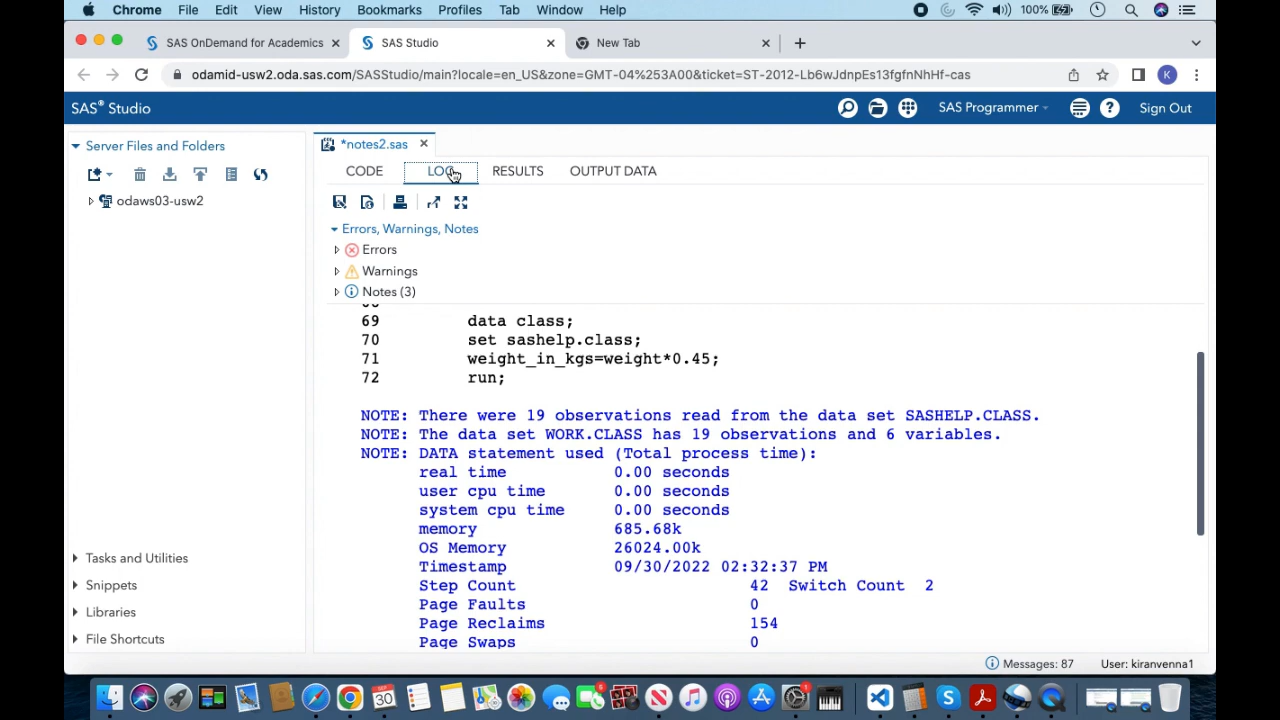 Chrome File Edit View History Bookmarks Profiles Tab Window Help 100%
SAS OnDemand for Academics SAS Studio New Tab
odamid-usw2.oda.sas.com/SASStudio/main?locale=en_US&zone=GMT-04%253A00&ticket=ST-2012-Lb6wJdnpEs13fgfnNhHf-cas K
SAS® Studio SAS Programmer Sign Out
Server Files and Folders *notes2.sas
CODE LOG RESULTS OUTPUT DATA
odaws03-usw2
Errors, Warnings, Notes
Errors
Warnings
Notes (3)
69 data class;
70 set sashelp.class;
71 weight_in_kgs=weight*0.45;
72 run;
NOTE: There were 19 observations read from the data set SASHELP.CLASS.
NOTE: The data set WORK.CLASS has 19 observations and 6 variables.
NOTE: DATA statement used (Total process time):
real time 0.00 seconds
user cpu time 0.00 seconds
system cpu time 0.00 seconds
memory 685.68k
OS Memory 26024.00k
Timestamp 09/30/2022 02:32:37 PM
Step Count 42 Switch Count 2
Page Faults 0
Page Reclaims 154
Page Swaps 0
Tasks and Utilities
Snippets
Libraries
File Shortcuts
Messages: 87 User: kiranvenna1
30